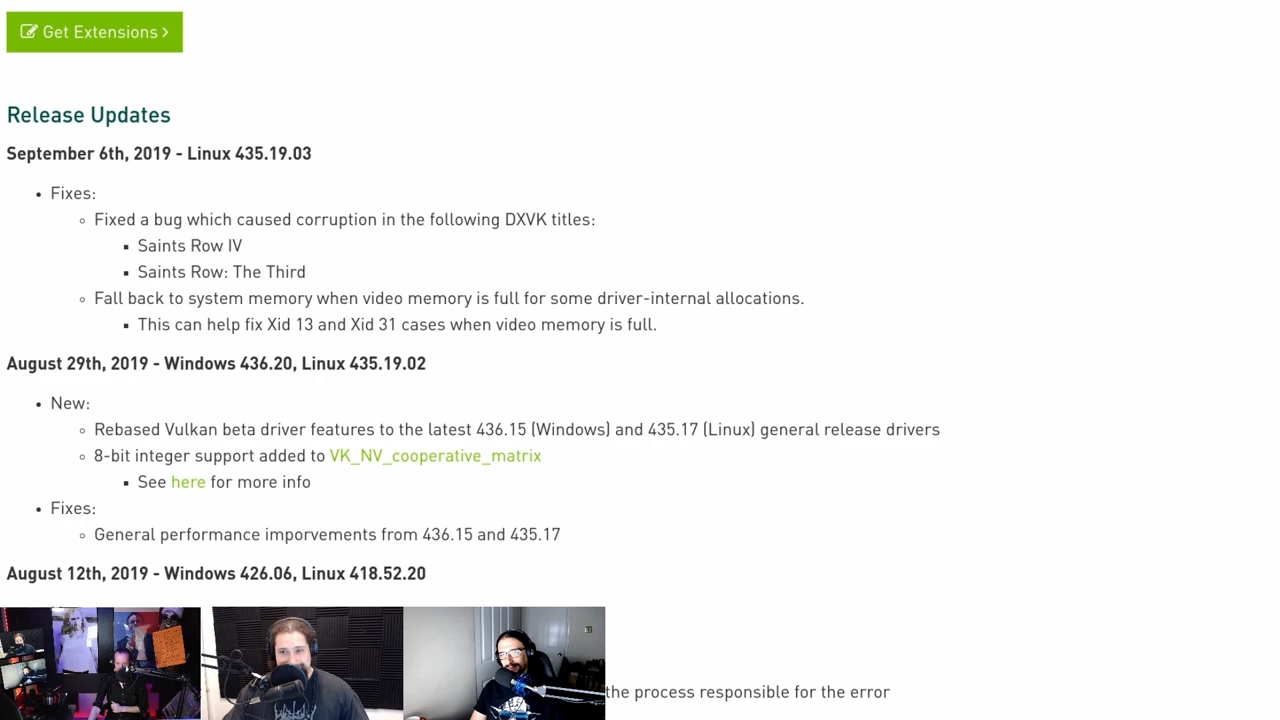 Get Extensions
Release Updates
September 6th, 2019 - Linux 435.19.03
Fixes:
Fixed a bug which caused corruption in the following DXVK titles:
Saints Row IV
Saints Row: The Third
Fall back to system memory when video memory is full for some driver-internal allocations.
This can help fix Xid 13 and Xid 31 cases when video memory is full.
August 29th, 2019 - Windows 436.20, Linux 435.19.02
New:
Rebased Vulkan beta driver features to the latest 436.15 (Windows) and 435.17 (Linux) general release drivers
8-bit integer support added to VK_NV_cooperative_matrix
See here for more info
Fixes:
General performance imporvements from 436.15 and 435.17
August 12th, 2019 - Windows 426.06, Linux 418.52.20
the process responsible for the error